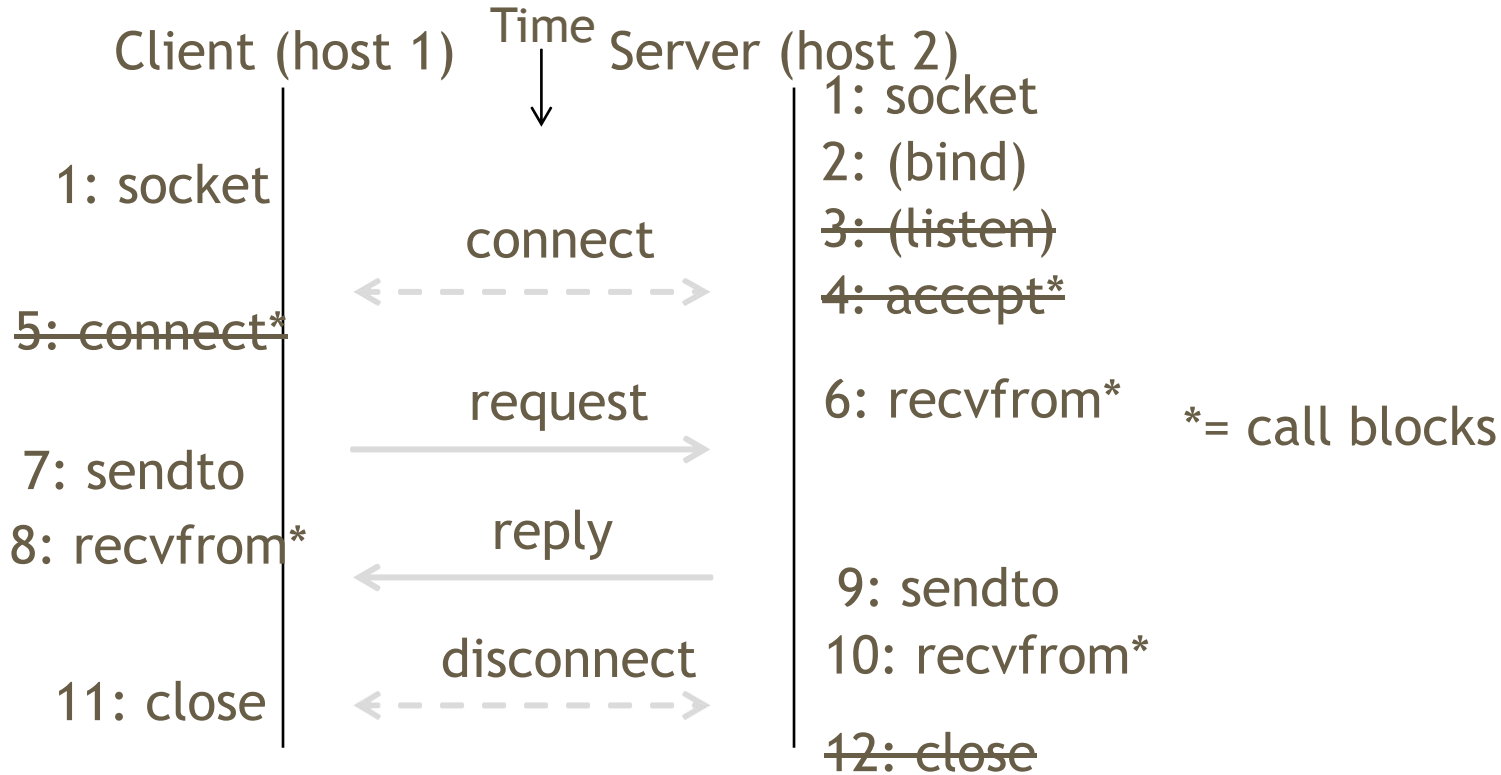 Client (host 1)
Time
Server (host 2)
1: socket
2: (bind)
1: socket
3: (listen)
connect
4: accept*
5: connect*
request
6: recvfrom*
*= call blocks
7: sendto
reply
8: recvfrom*
9: sendto
disconnect
10: recvfrom*
11: close
12: close